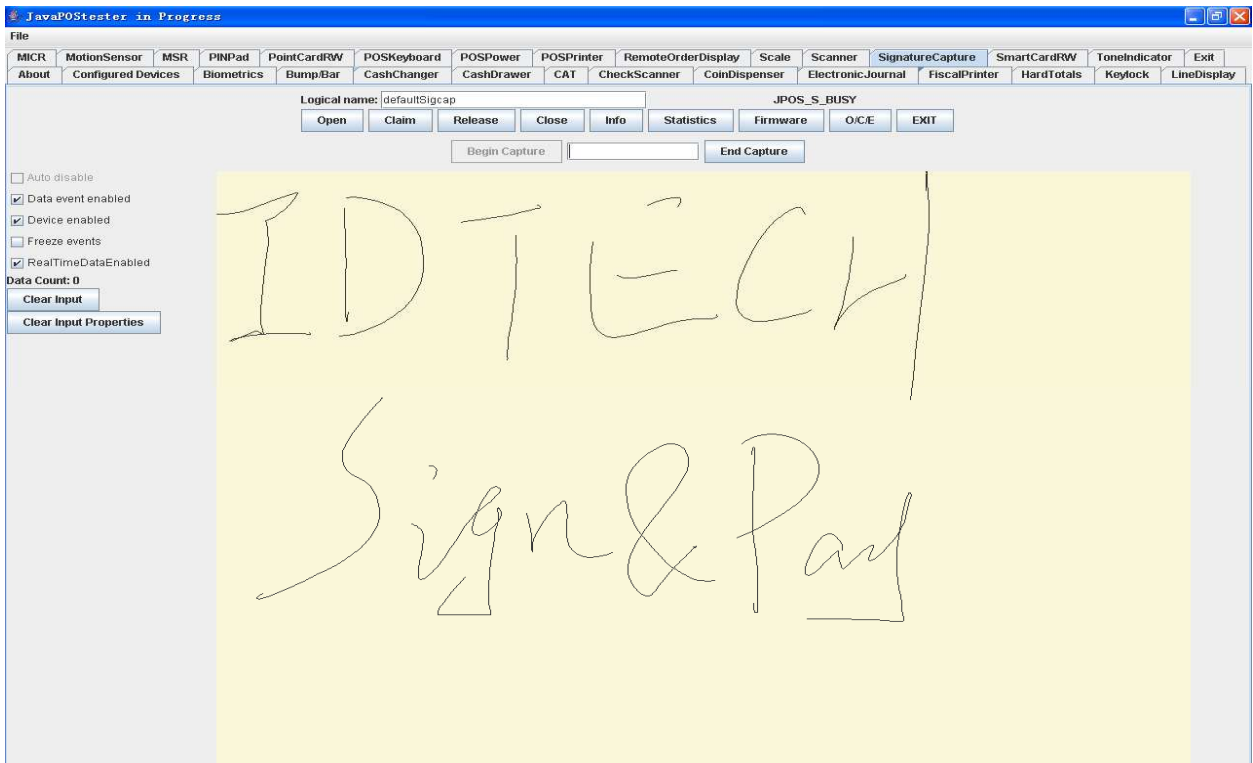 JavaPOStester in Progress
File
MICR MotionSensor MSR PINPad PointCardRW POSKeyboard POSPower POSPrinter RemoteOrderDisplay Scale Scanner SignatureCapture SmartCardRW ToneIndicator Exit
About Configured Devices Biometrics Bump/Bar CashChanger CashDrawer CAT CheckScanner CoinDispenser ElectronicJournal FiscalPrinter HardTotals Keylock LineDisplay
Logical name: defaultSigcap JPOS_S_BUSY
Open Claim Release Close Info Statistics Firmware O/C/E EXIT
Begin Capture End Capture
Auto disable
Data event enabled
Device enabled
Freeze events
RealTimeDataEnabled
Data Count: 0
Clear Input
Clear Input Properties
IDTECH
Sign&Pay